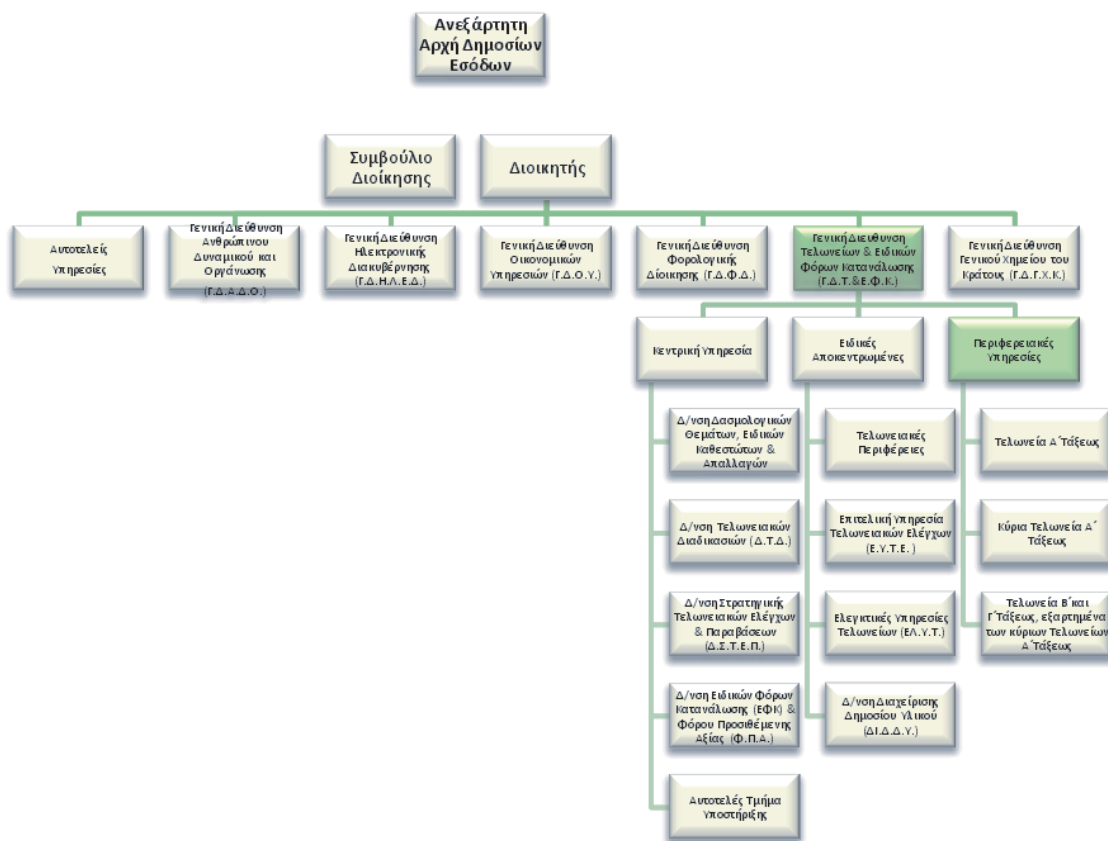 Ανεξάρτητη
Αρχή Δημοσίων
Εσόδων
Συμβούλιο
Διοίκησης
Διοικητής
Αυτοτελείς
Υπηρεσίες
Γενική Διεύθυνση
Ανθρώπινου
Δυναμικού και
Οργάνωσης
(Γ.Δ.Α.Δ.Ο.)
Γενική Διεύθυνση
Ηλεκτρονικής
Διακυβέρνησης
(Γ.Δ.Η.Λ.Ε.Δ.)
Γενική Διεύθυνση
Οικονομικών
Υπηρεσιών (Γ.Δ.Ο.Υ.)
Γενική Διεύθυνση
Φορολογικής
Δίοικησης (Γ.Δ.Φ.Δ.)
Γενική Διευθυνση
Τελωνείων & Ειδικών
Φόρων Κατανάλωσης
(Γ.Δ.Τ.&Ε.Φ.Κ.)
Γενική Διεύθυνση
Γενικού Χημείου του
Κράτους (Γ.Δ.Γ.Χ.Κ.)
Κεντρική Υπηρεσία
Ειδικές
Αποκεντρωμένες
Περιφερειακές
Υπηρεσίες
Δ/νση Δασμολογικών
Θεμάτων, Ειδικών
Καθεστώτων &
Απαλλαγών
Τελωνειακές
Περιφέρειες
Τελωνεία Α΄Τάξεως
Δ/νση Τελωνειακών
Διαδικασιών (Δ.Τ.Δ.)
Επιτελική Υπηρεσία
Τελωνειακών Ελέγχων
(Ε.Υ.Τ.Ε. )
Κύρια Τελωνεία Α΄
Τάξεως
Δ/νση Στρατηγικής
Τελωνειακών Ελέγχων
& Παραβάσεων
(Δ.Σ.Τ.Ε.Π.)
Ελεγκτικές Υπηρεσίες
Τελωνείων (ΕΛ.Υ.Τ.)
Τελωνεία Β΄και
Γ΄Τάξεως, εξαρτημένα
των κύριων Τελωνείων
Α΄Τάξεως
Δ/νση Ειδικών Φόρων
Κατανάλωσης (ΕΦΚ) &
Φόρου Προσιθέμενης
Αξίας (Φ.Π.Α.)
Δ/νση Διαχείρισης
Δημοσίου Υλικού
(ΔΙ.Δ.Δ.Υ.)
Αυτοτελές Τμήμα
Υποστήριξης